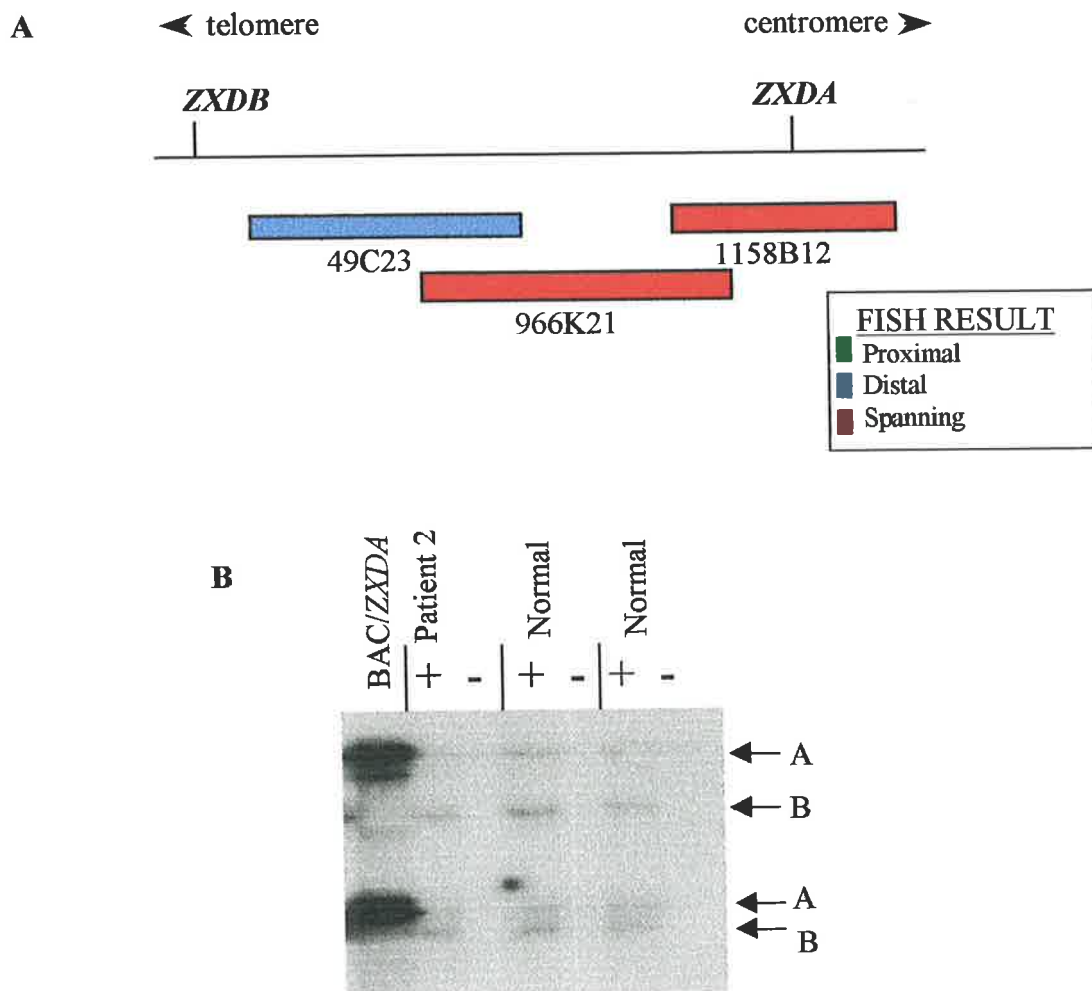 A
telomere
centromere
ZXDB
ZXDA
49C23
1158B12
966K21
FISH RESULT
Proximal
Distal
Spanning
B
BAC/ZXDA
Patient 2
Normal
Normal
+ - + - + -
A
B
A
B